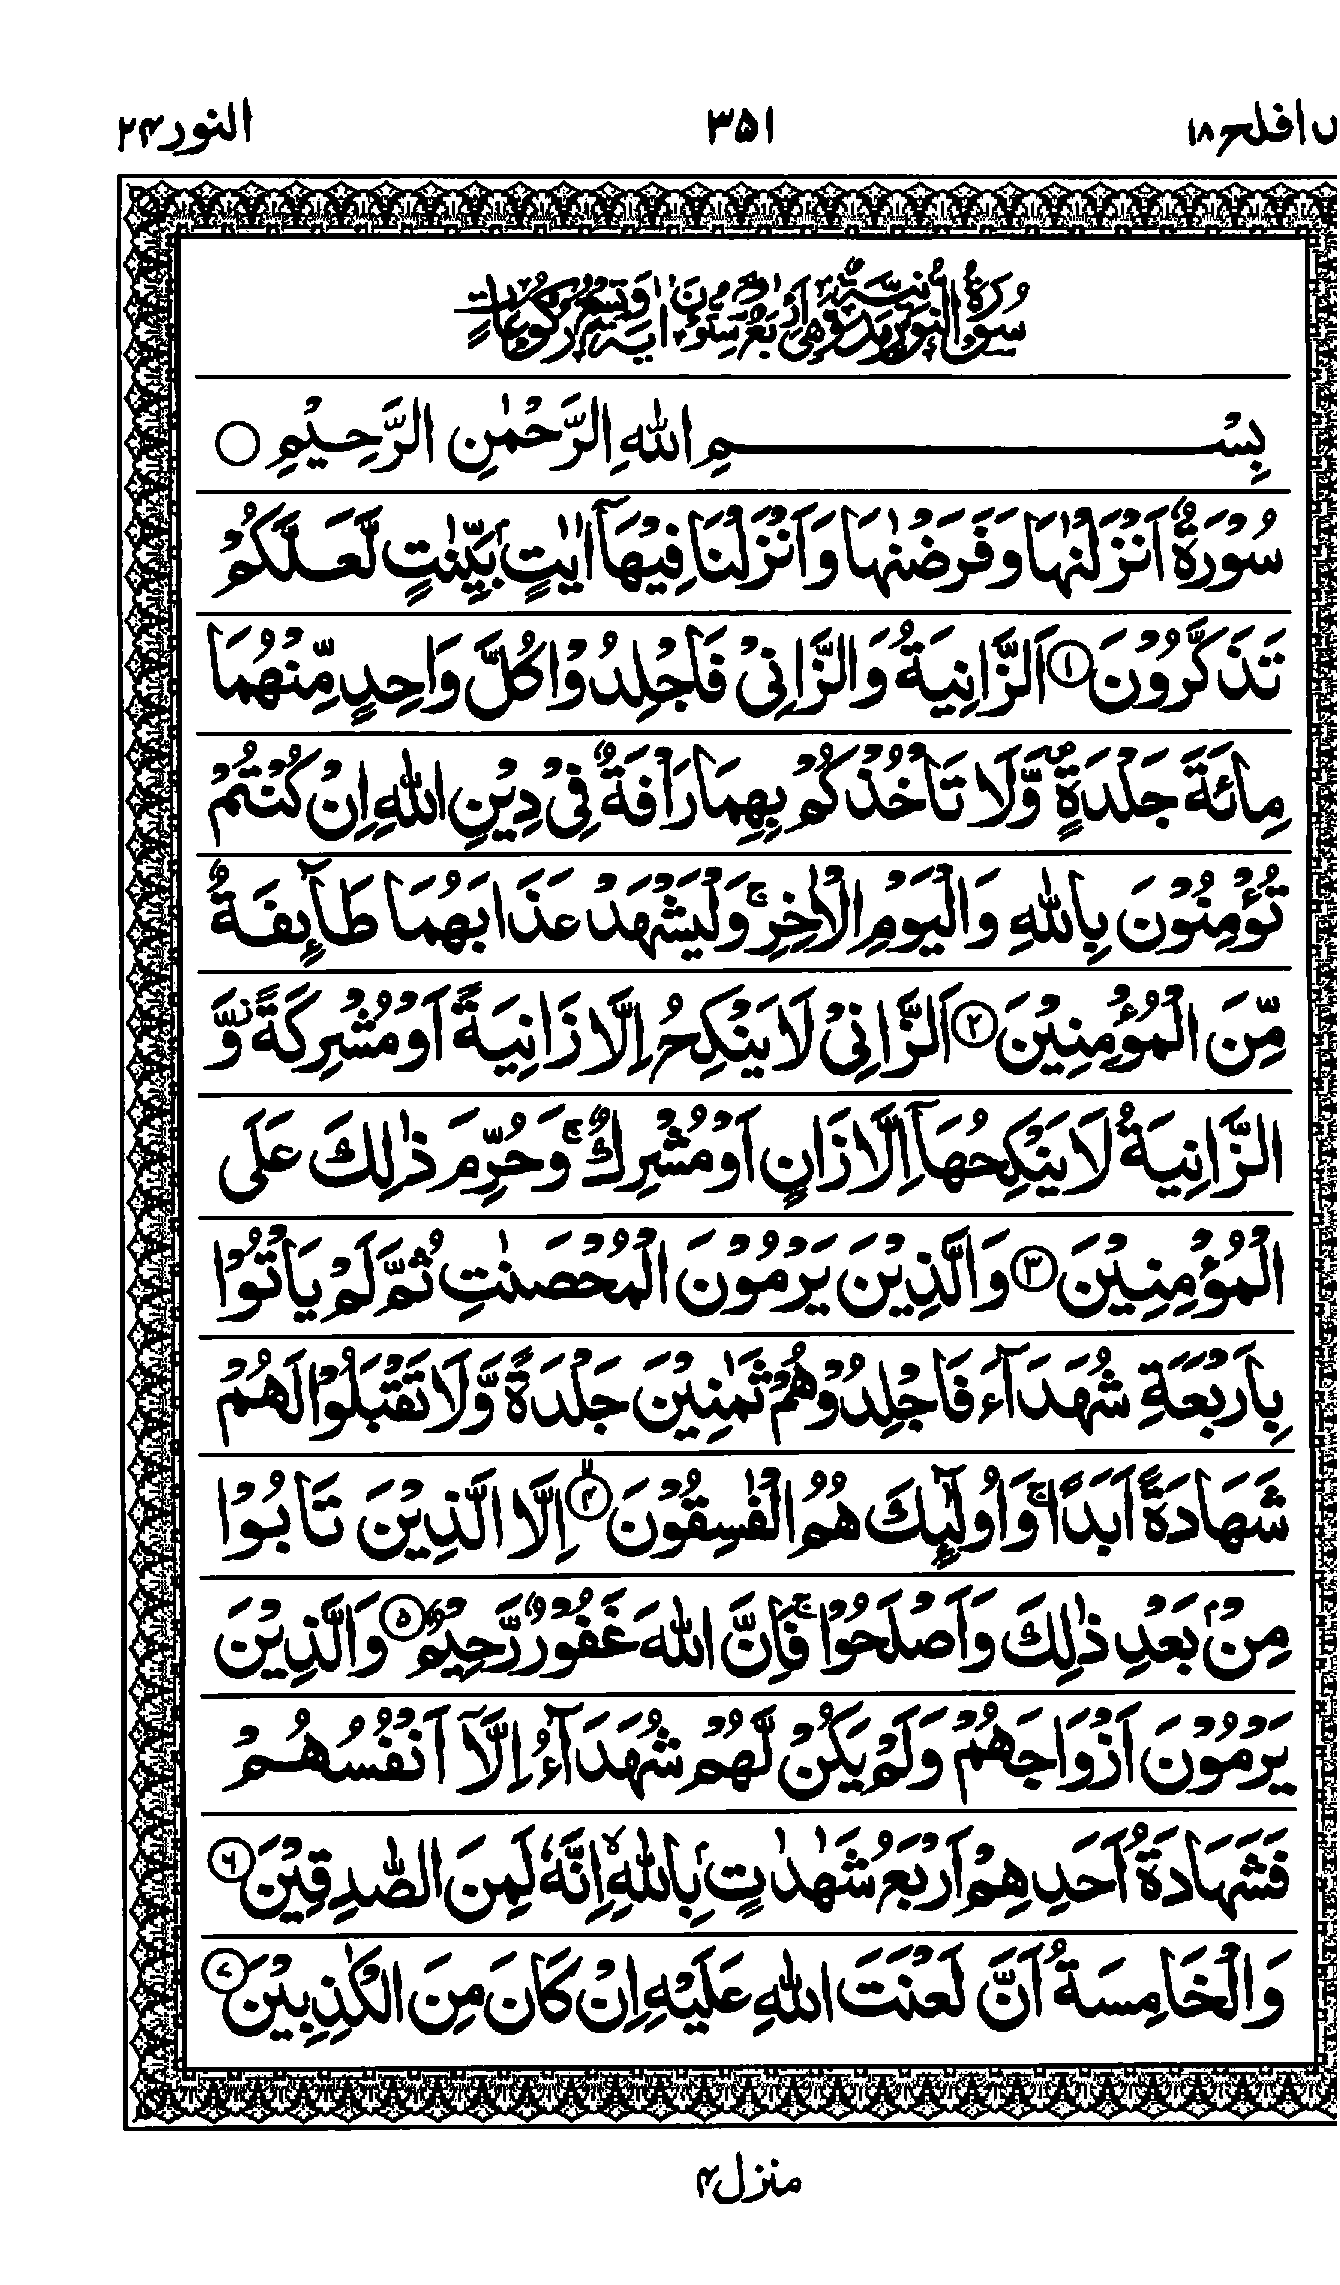 افلح ۱۸
۳۵۱
النور ۲۴
سُوْرَةُ النُّوْرِ مَدَنِيَّةٌ وَّهِيَ اَرْبَعٌ وَّسِتُّوْنَ اٰيَةً وَّتِسْعُ رُكُوْعَاتٍ
بِسْمِ اللّٰهِ الرَّحْمٰنِ الرَّحِيْمِ
سُوْرَةٌ اَنْزَلْنٰهَا وَفَرَضْنٰهَا وَاَنْزَلْنَا فِيْهَاۤ اٰيٰتٍۭ بَيِّنٰتٍ لَّعَلَّكُمْ
تَذَكَّرُوْنَ ۝۱ اَلزَّانِيَةُ وَالزَّانِيْ فَاجْلِدُوْا كُلَّ وَاحِدٍ مِّنْهُمَا
مِائَةَ جَلْدَةٍ ۪ وَّلَا تَاْخُذْكُمْ بِهِمَا رَاْفَةٌ فِيْ دِيْنِ اللّٰهِ اِنْ كُنْتُمْ
تُؤْمِنُوْنَ بِاللّٰهِ وَالْيَوْمِ الْاٰخِرِ ۚ وَلْيَشْهَدْ عَذَابَهُمَا طَآىِٕفَةٌ
مِّنَ الْمُؤْمِنِيْنَ ۝۲ اَلزَّانِيْ لَا يَنْكِحُ اِلَّا زَانِيَةً اَوْ مُشْرِكَةً ؗ وَّ
الزَّانِيَةُ لَا يَنْكِحُهَاۤ اِلَّا زَانٍ اَوْ مُشْرِكٌ ۚ وَحُرِّمَ ذٰلِكَ عَلَى
الْمُؤْمِنِيْنَ ۝۳ وَالَّذِيْنَ يَرْمُوْنَ الْمُحْصَنٰتِ ثُمَّ لَمْ يَاْتُوْا
بِاَرْبَعَةِ شُهَدَآءَ فَاجْلِدُوْهُمْ ثَمٰنِيْنَ جَلْدَةً وَّلَا تَقْبَلُوْا لَهُمْ
شَهَادَةً اَبَدًا ۚ وَاُولٰٓىِٕكَ هُمُ الْفٰسِقُوْنَ ۝۴ۙ اِلَّا الَّذِيْنَ تَابُوْا
مِنْۢ بَعْدِ ذٰلِكَ وَاَصْلَحُوْا ۚ فَاِنَّ اللّٰهَ غَفُوْرٌ رَّحِيْمٌ ۝۵ وَالَّذِيْنَ
يَرْمُوْنَ اَزْوَاجَهُمْ وَلَمْ يَكُنْ لَّهُمْ شُهَدَآءُ اِلَّاۤ اَنْفُسُهُمْ
فَشَهَادَةُ اَحَدِهِمْ اَرْبَعُ شَهٰدٰتٍۭ بِاللّٰهِ ۙ اِنَّهٗ لَمِنَ الصّٰدِقِيْنَ ۝۶
وَالْخَامِسَةُ اَنَّ لَعْنَتَ اللّٰهِ عَلَيْهِ اِنْ كَانَ مِنَ الْكٰذِبِيْنَ ۝۷
منزل ۴